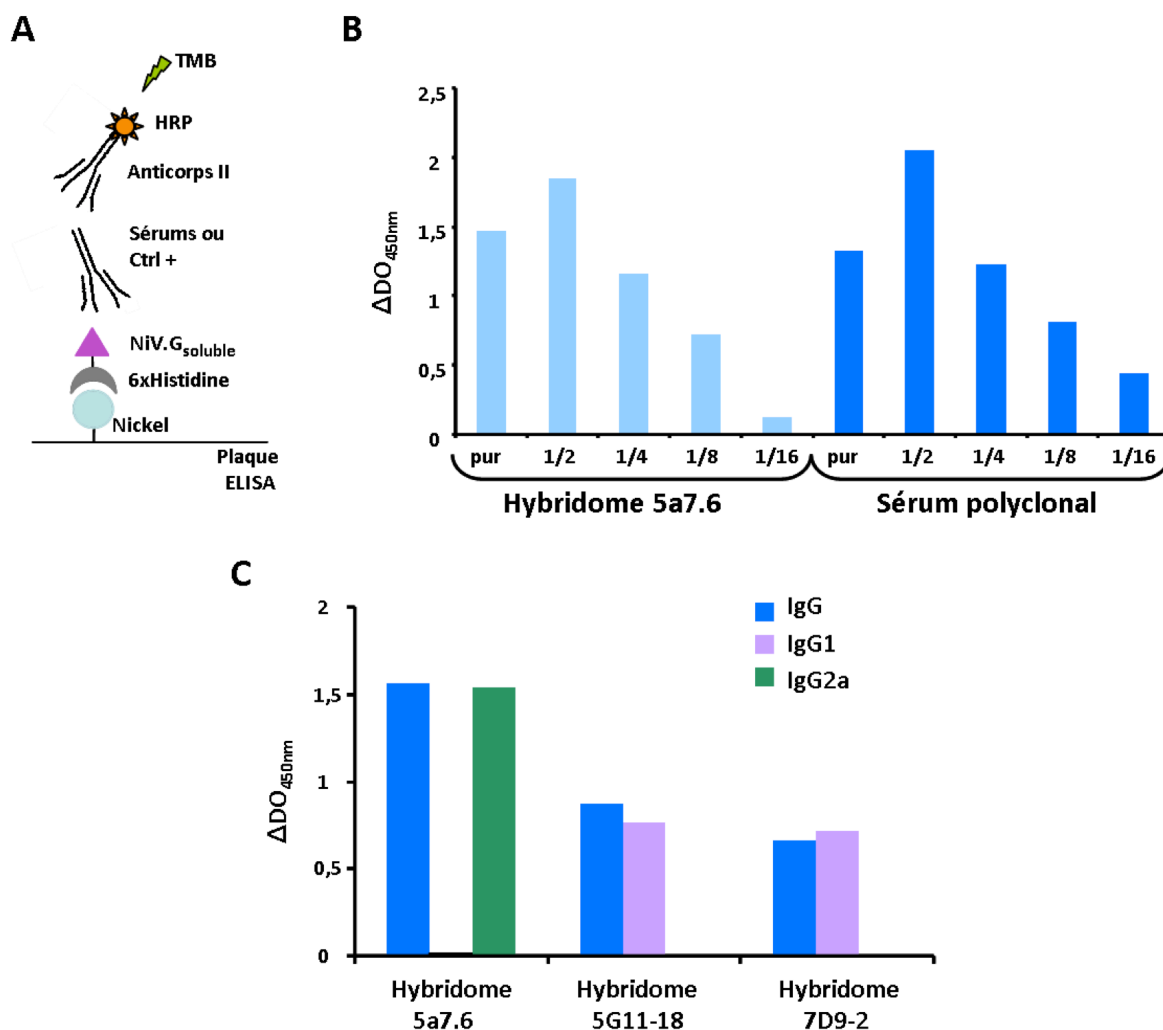 A
TMB
HRP
Anticorps II
Sérums ou
Ctrl +
NiV.Gsoluble
6xHistidine
Nickel
Plaque
ELISA
B
ΔDO450nm
2,5
2
1,5
1
0,5
0
pur 1/2 1/4 1/8 1/16 pur 1/2 1/4 1/8 1/16
Hybridome 5a7.6 Sérum polyclonal
C
ΔDO450nm
2
1,5
1
0,5
0
IgG
IgG1
IgG2a
Hybridome
5a7.6
Hybridome
5G11-18
Hybridome
7D9-2